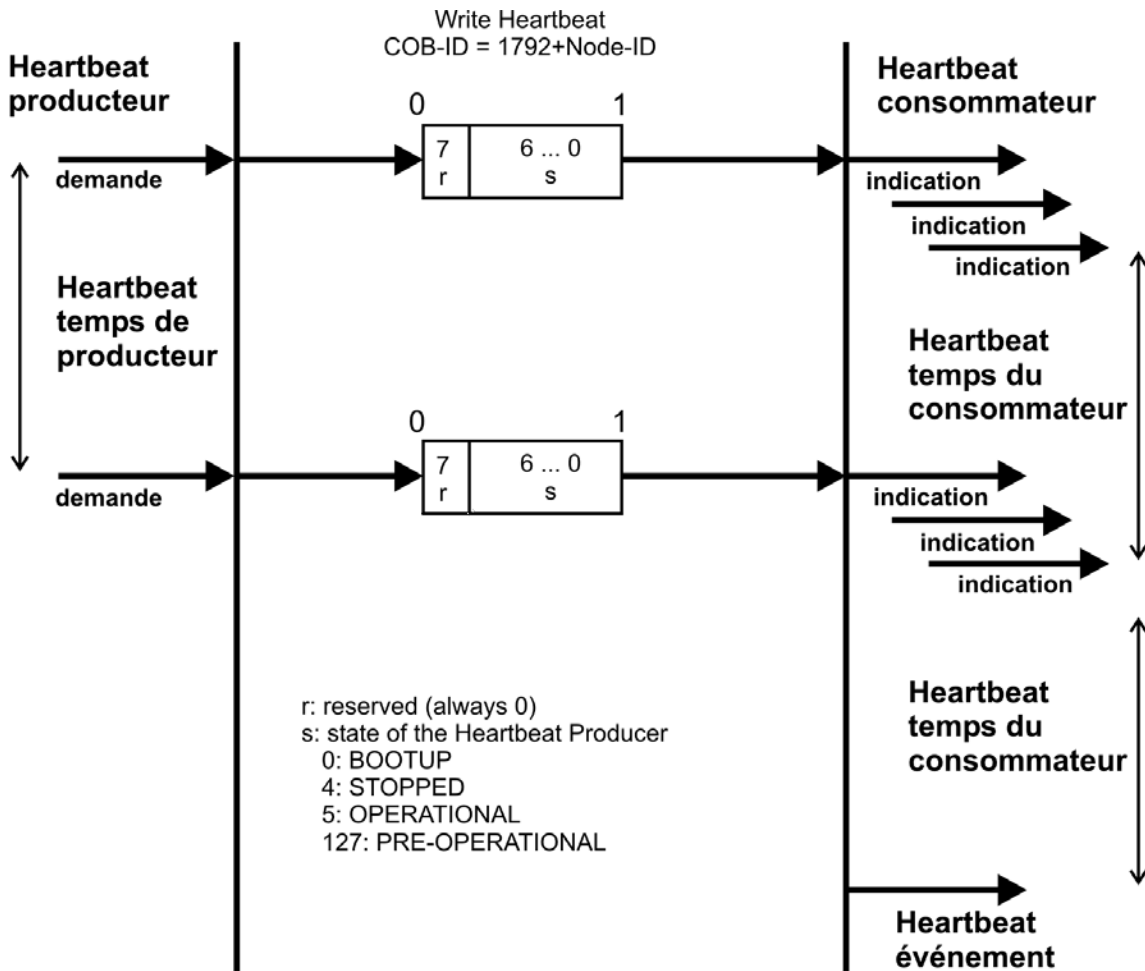 Write Heartbeat
COB-ID = 1792+Node-ID
Heartbeat
producteur
Heartbeat
consommateur
0 1
7 6 ... 0
r s
demande
indication
indication
indication
Heartbeat
temps de
producteur
Heartbeat
temps du
consommateur
0 1
7 6 ... 0
r s
demande
indication
indication
indication
r: reserved (always 0)
s: state of the Heartbeat Producer
0: BOOTUP
4: STOPPED
5: OPERATIONAL
127: PRE-OPERATIONAL
Heartbeat
temps du
consommateur
Heartbeat
événement